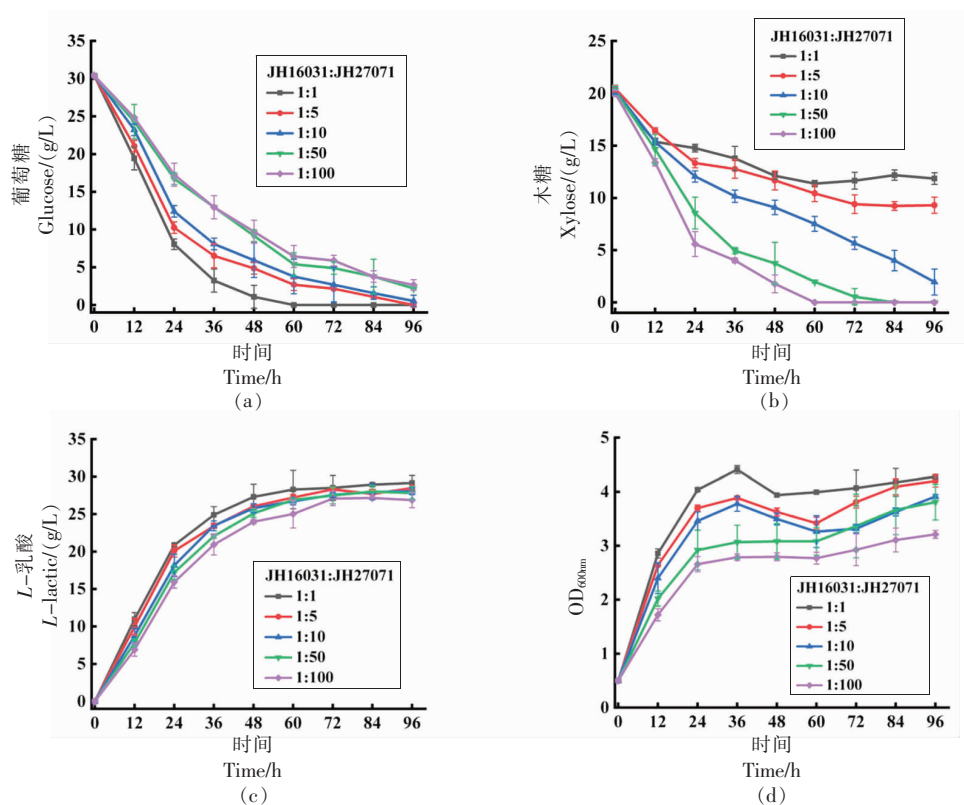 35
30
25
20
15
10
5
0
葡萄糖
Glucose/(g/L)
JH16031:JH27071
1:1
1:5
1:10
1:50
1:100
0 12 24 36 48 60 72 84 96
时间
Time/h
(a)
25
20
15
10
5
0
木糖
Xylose/(g/L)
JH16031:JH27071
1:1
1:5
1:10
1:50
1:100
0 12 24 36 48 60 72 84 96
时间
Time/h
(b)
35
30
25
20
15
10
5
0
L-乳酸
L-lactic/(g/L)
JH16031:JH27071
1:1
1:5
1:10
1:50
1:100
0 12 24 36 48 60 72 84 96
时间
Time/h
(c)
5
4
3
2
1
0
OD600nm
JH16031:JH27071
1:1
1:5
1:10
1:50
1:100
0 12 24 36 48 60 72 84 96
时间
Time/h
(d)